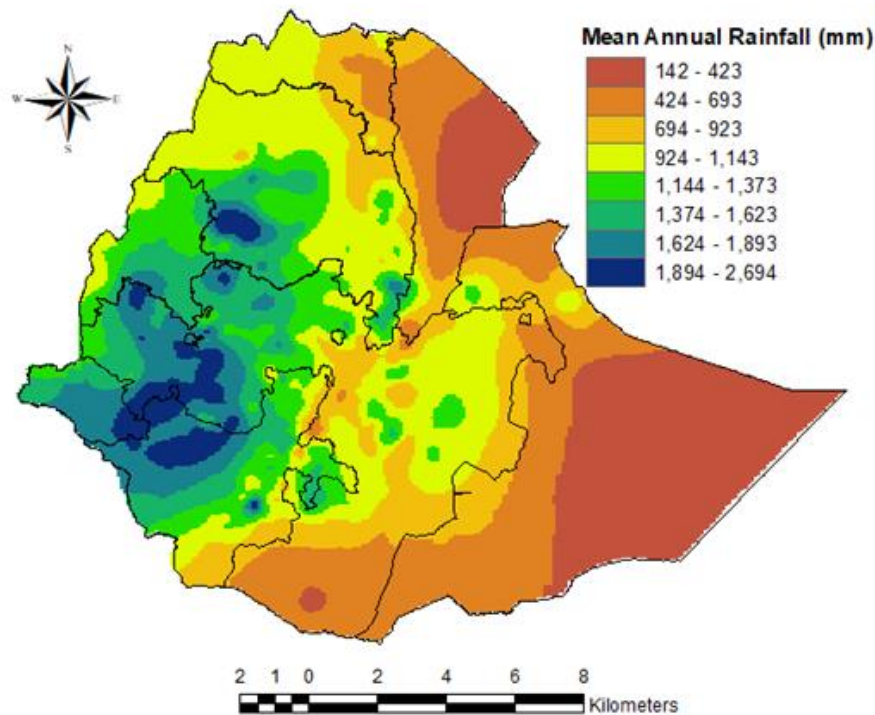 Mean Annual Rainfall (mm)
N
W E
S
142 - 423
424 - 693
694 - 923
924 - 1,143
1,144 - 1,373
1,374 - 1,623
1,624 - 1,893
1,894 - 2,694
2 1 0 2 4 6 8
Kilometers